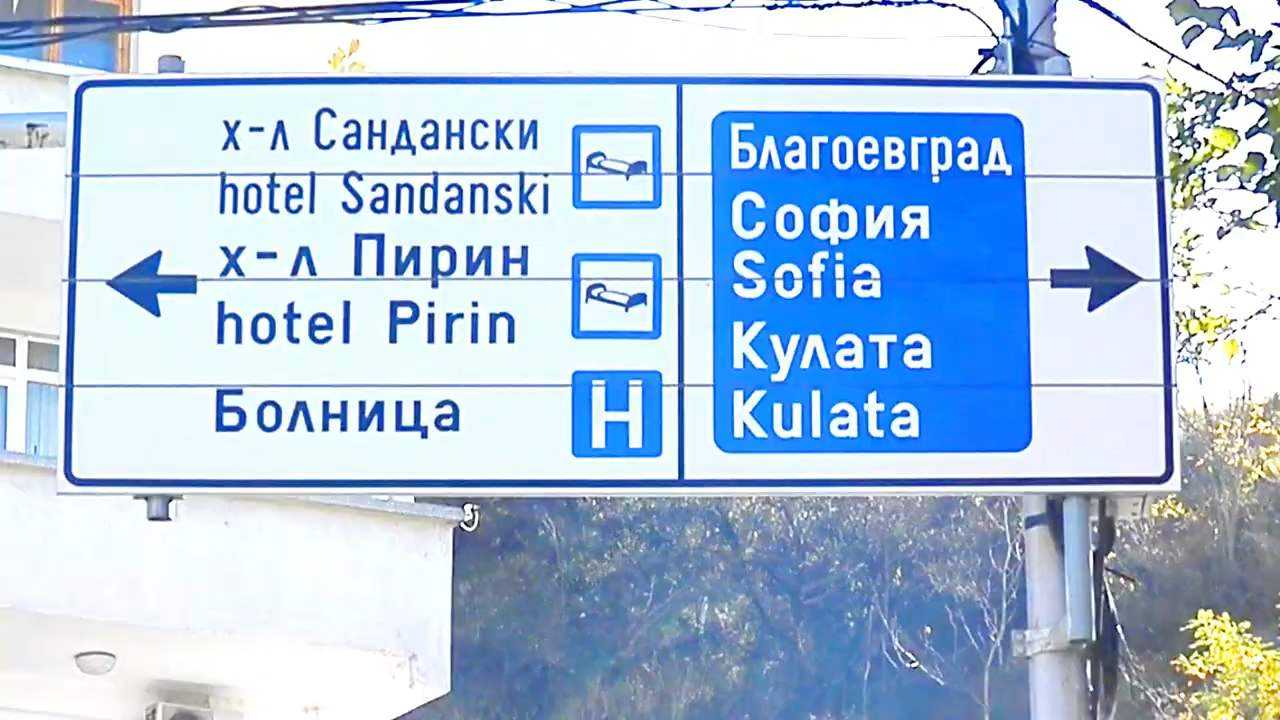 х-л Сандански
hotel Sandanski
х-л Пирин
hotel Pirin
Болница
H
Благоевград
София
Sofia
Кулата
Kulata